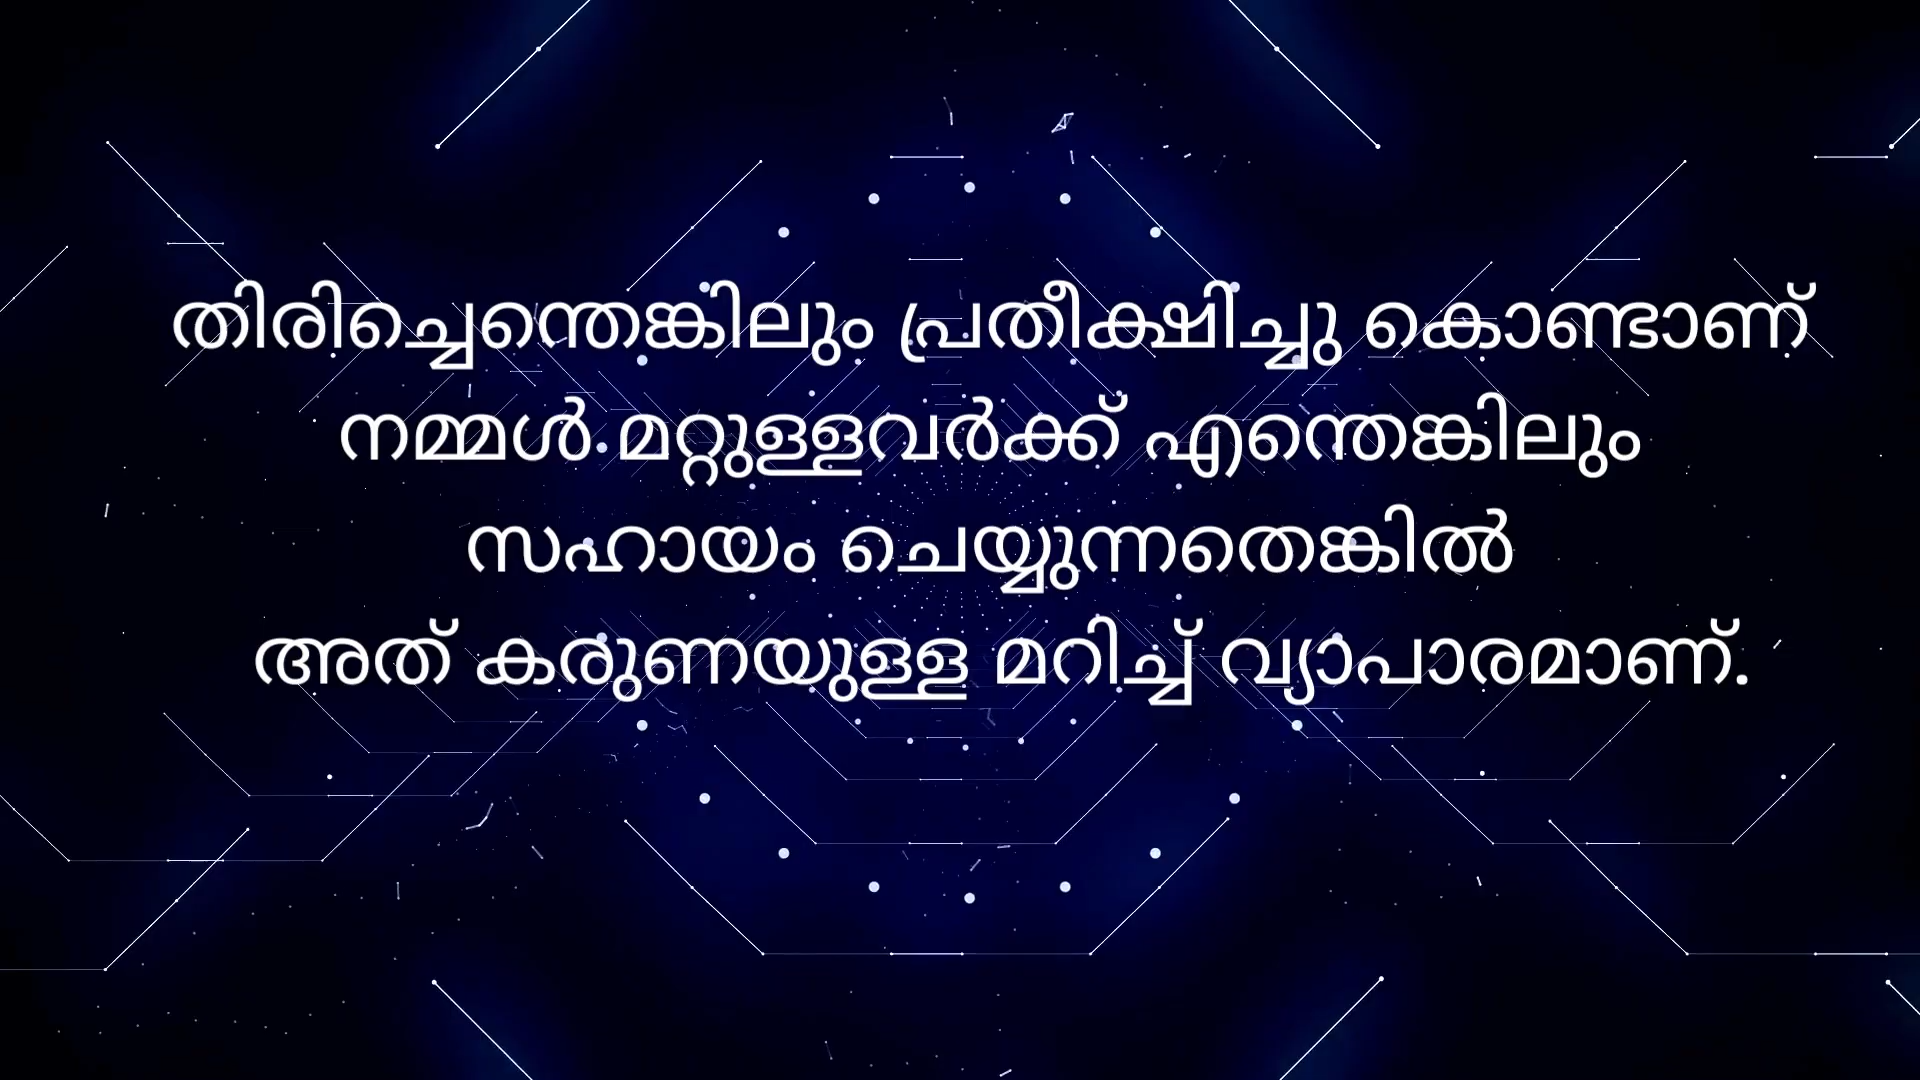 തിരിച്ചെന്തെങ്കിലും പ്രതീക്ഷിച്ചു കൊണ്ടാണ്
നമ്മൾ മറ്റുള്ളവർക്ക് എന്തെങ്കിലും
സഹായം ചെയ്യുന്നതെങ്കിൽ
അത് കരുണയുള്ള മറിച്ച് വ്യാപാരമാണ്.